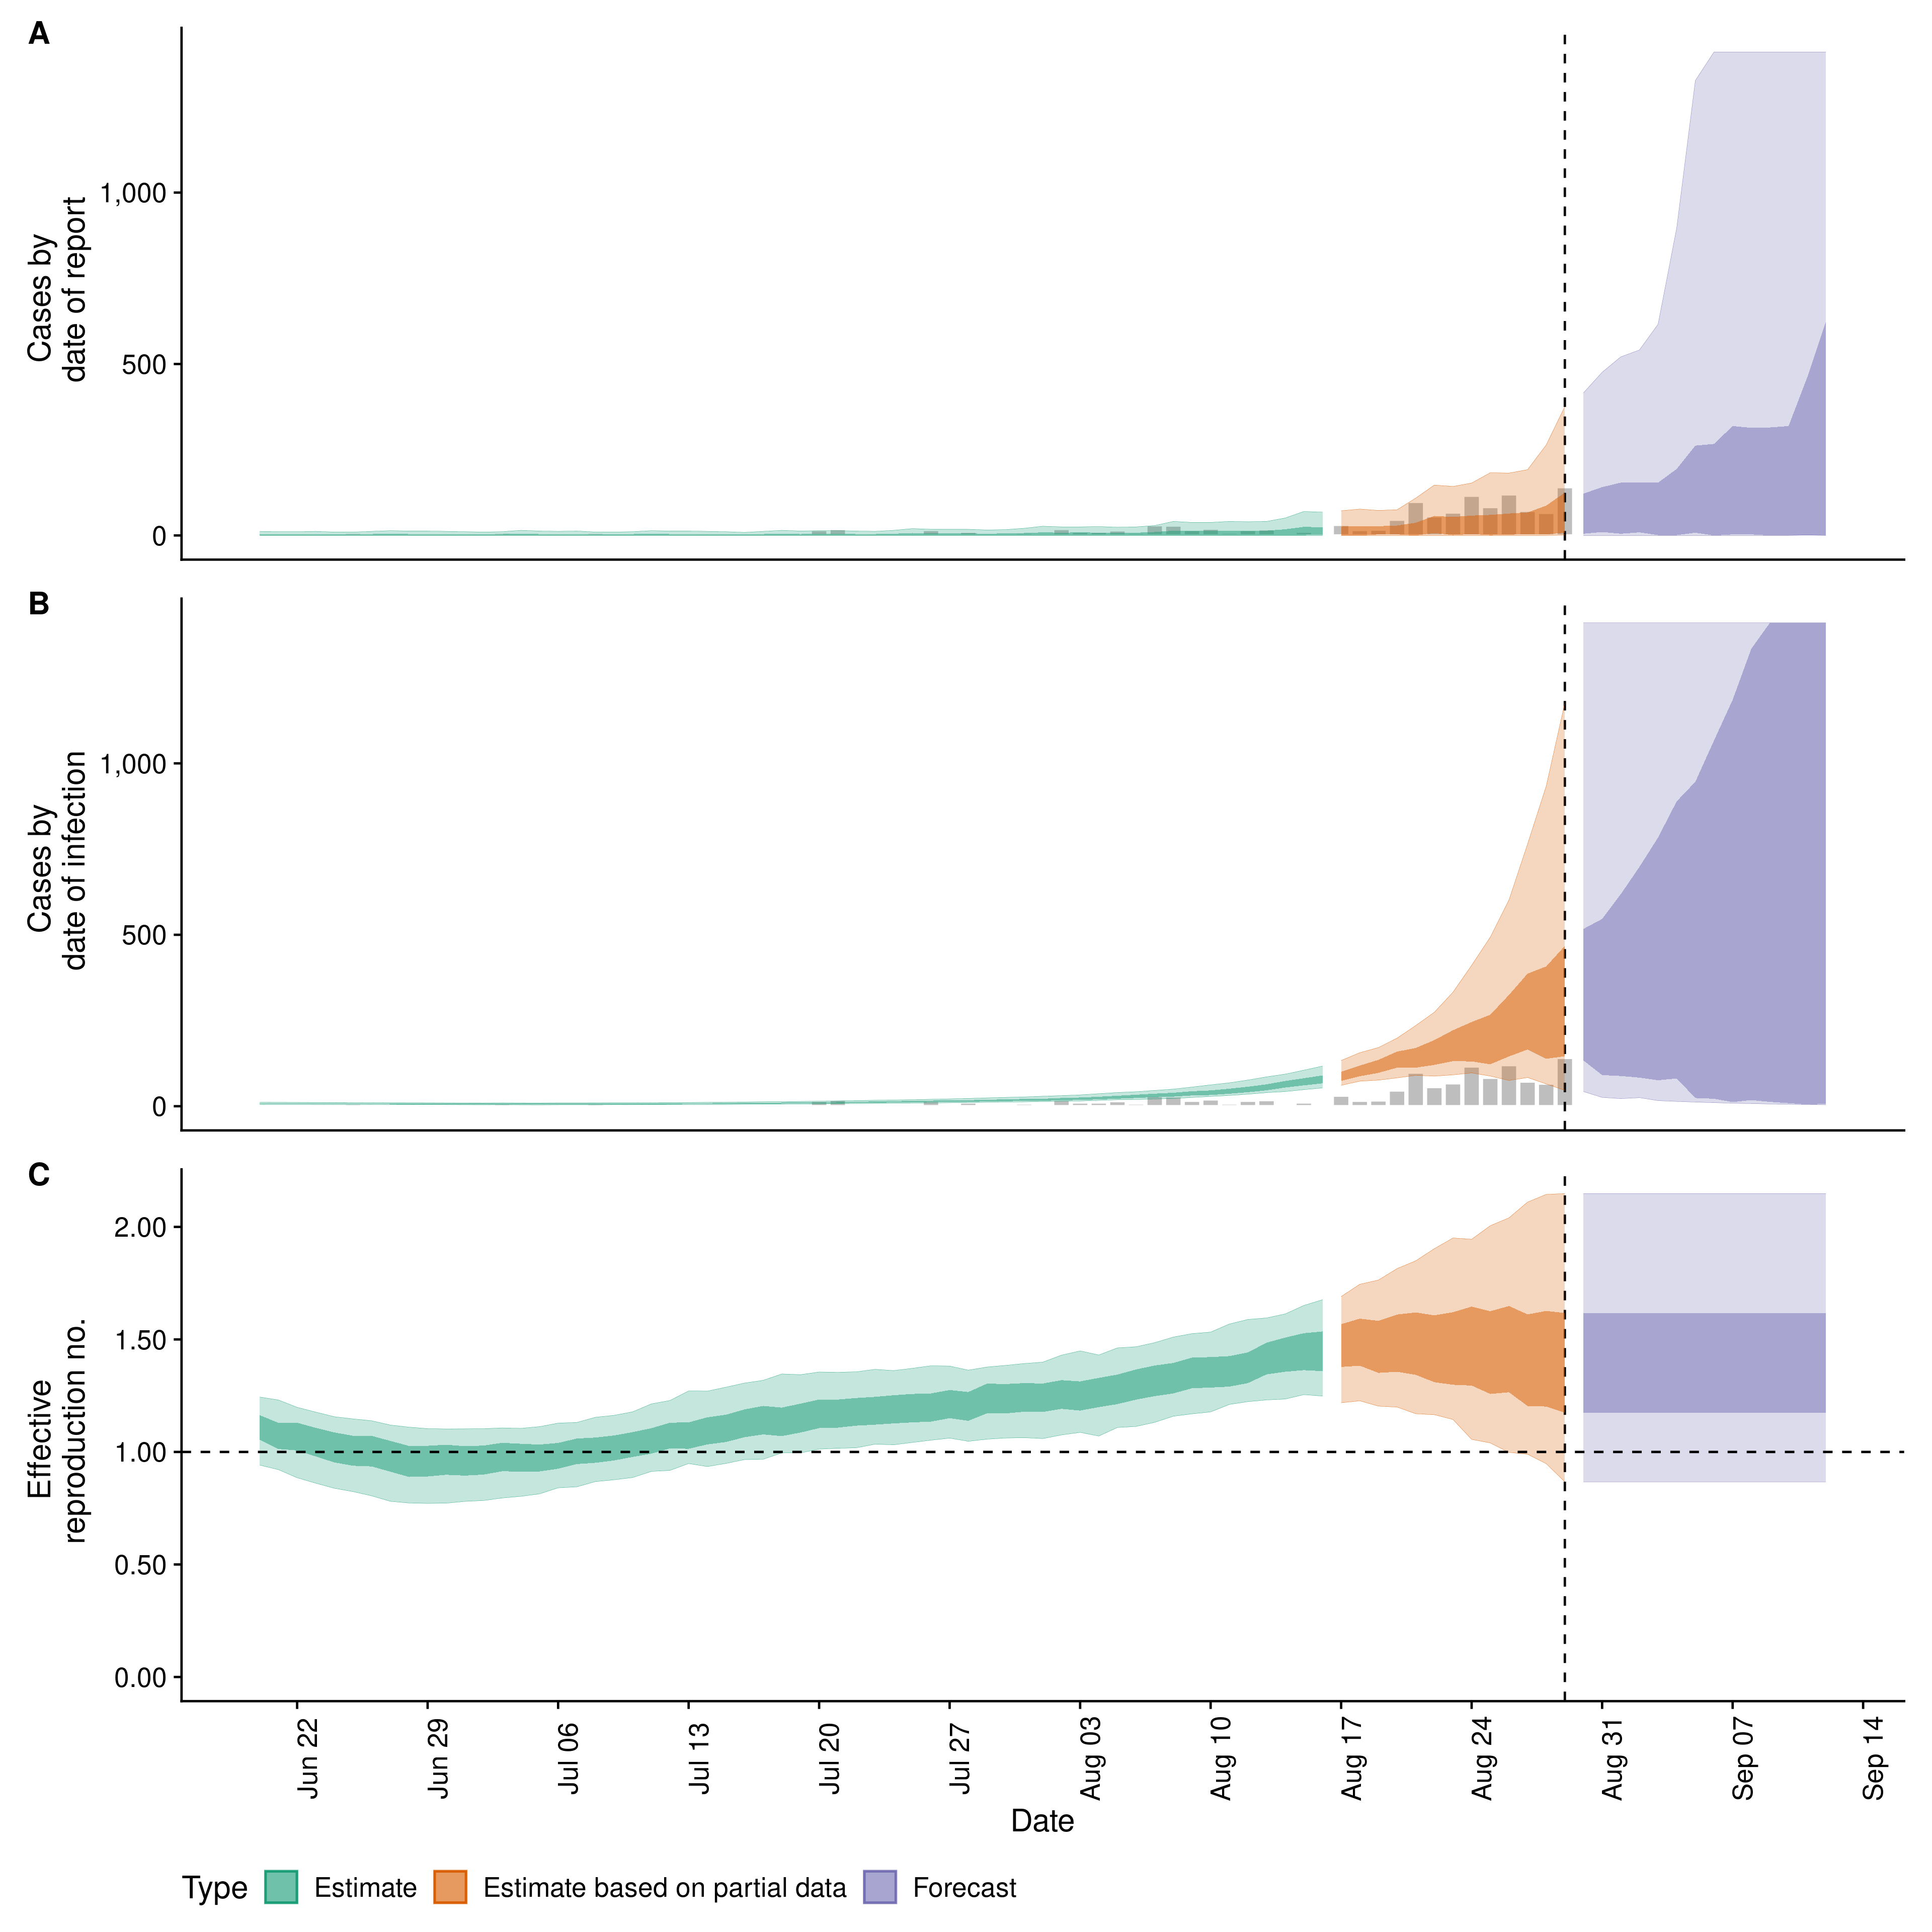 A
Cases by
date of report
1,000
500
0
B
Cases by
date of infection
1,000
500
0
C
Effective
reproduction no.
2.00
1.50
1.00
0.50
0.00
Jun 22
Jun 29
Jul 06
Jul 13
Jul 20
Jul 27
Aug 03
Aug 10
Aug 17
Aug 24
Aug 31
Sep 07
Sep 14
Date
Type Estimate Estimate based on partial data Forecast